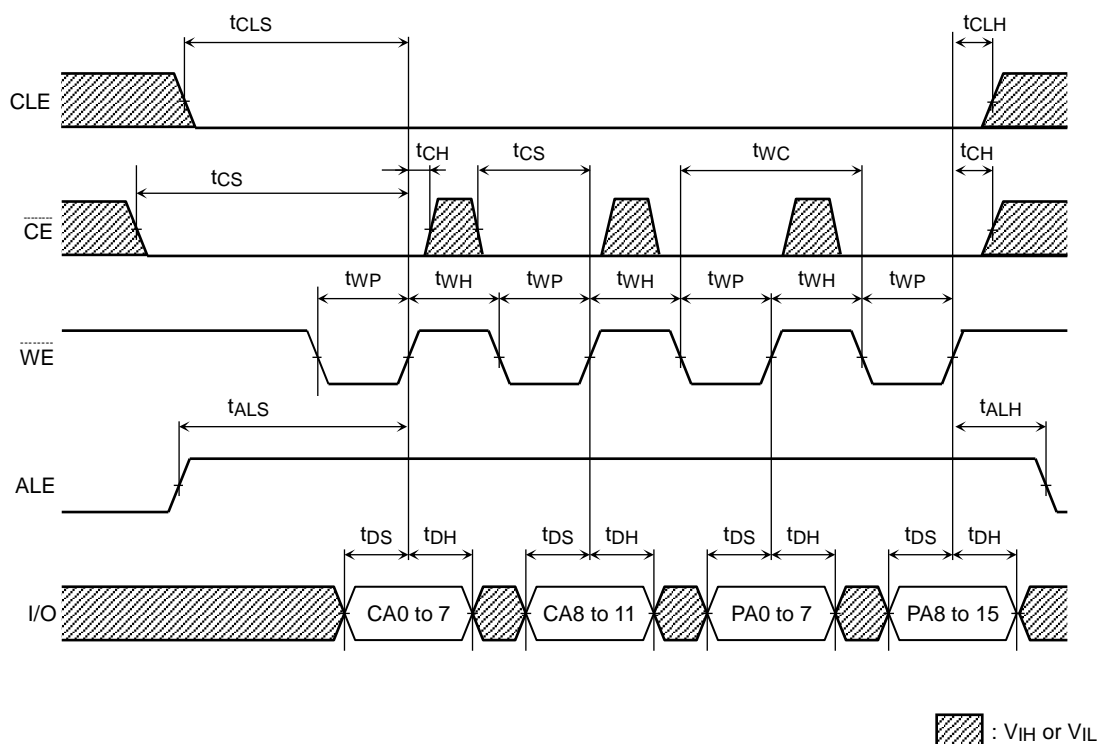 tCLS
tCLH
CLE
tCH
tCS
tWC
tCH
tCS
CE
tWP
tWH
tWP
tWH
tWP
tWH
tWP
WE
tALS
tALH
ALE
tDS
tDH
tDS
tDH
tDS
tDH
tDS
tDH
I/O
CA0 to 7
CA8 to 11
PA0 to 7
PA8 to 15
: VIH or VIL